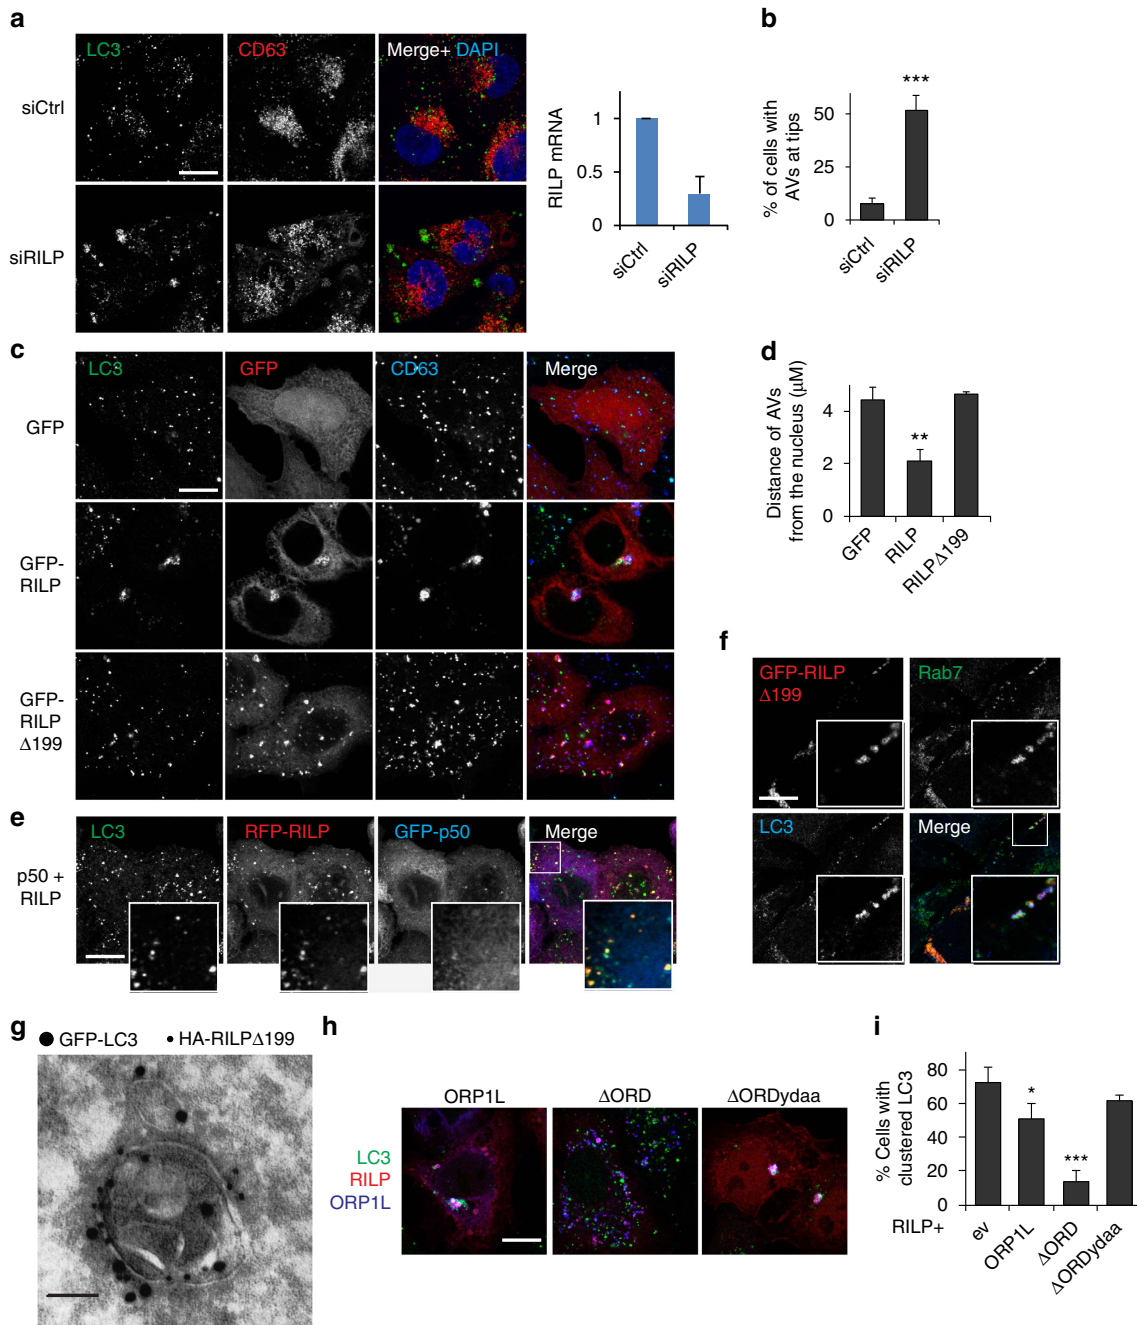 a
LC3
CD63
Merge+ DAPI
siCtrl
siRILP
RILP mRNA
1
0.5
0
siCtrl
siRILP
b
% of cells with
AVs at tips
50
25
0
***
siCtrl
siRILP
c
LC3
GFP
CD63
Merge
GFP
GFP-
RILP
GFP-
RILP
Δ199
d
Distance of AVs
from the nucleus (μM)
4
2
0
**
GFP
RILP
RILPΔ199
e
LC3
RFP-RILP
GFP-p50
Merge
p50 +
RILP
f
GFP-RILP
Δ199
Rab7
LC3
Merge
g
GFP-LC3
HA-RILPΔ199
h
ORP1L
ΔORD
ΔORDydaa
LC3
RILP
ORP1L
i
% Cells with
clustered LC3
80
60
40
20
0
*
***
RILP+
ev
ORP1L
ΔORD
ΔORDydaa